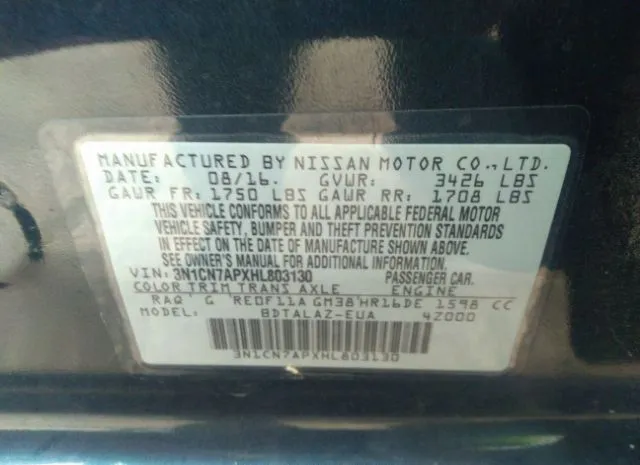 MANUFACTURED BY NISSAN MOTOR CO.,LTD.
DATE: 08/16. GVWR: 3426 LBS
GAWR FR: 1750 LBS GAWR RR: 1708 LBS
THIS VEHICLE CONFORMS TO ALL APPLICABLE FEDERAL MOTOR
VEHICLE SAFETY, BUMPER AND THEFT PREVENTION STANDARDS
IN EFFECT ON THE DATE OF MANUFACTURE SHOWN ABOVE.
SEE OWNER'S MANUAL FOR ADDITIONAL INFORMATION.
VIN: 3N1CN7APXHL803130 PASSENGER CAR.
COLOR TRIM TRANS AXLE ENGINE
RAQ G RE0F11A GM38 HR16DE 1598 CC
MODEL: BDTALAZ-EUA 4Z000
3N1CN7APXHL803130